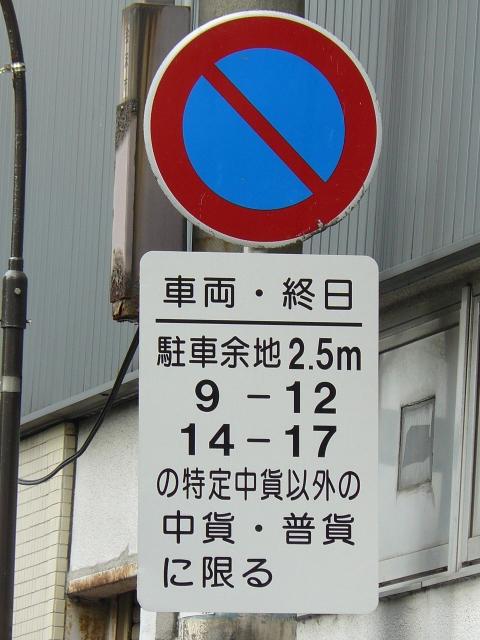 車両・終日
駐車余地2.5m
9－12
14－17
の特定中貨以外の
中貨・普貨
に限る